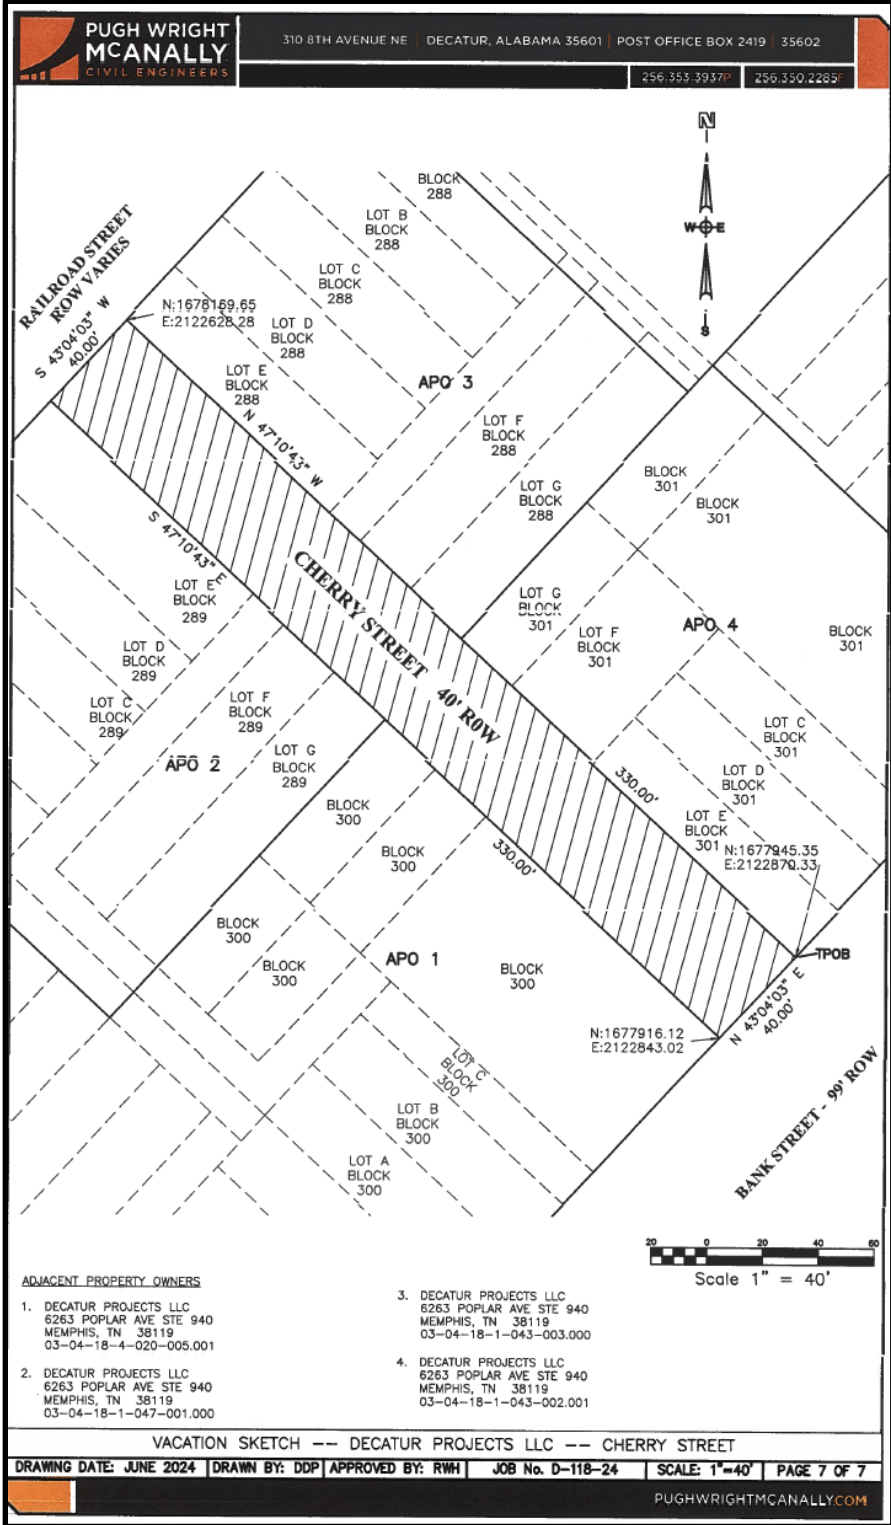 PUGH WRIGHT
MCANALLY
CIVIL ENGINEERS
310 8TH AVENUE NE | DECATUR, ALABAMA 35601 | POST OFFICE BOX 2419 | 35602
256.353.3937P
256.350.2285F
N
W E
S
RAILROAD STREET
ROW VARIES
S 43°04'03" W
40.00'
N:1678169.65
E:2122628.28
BLOCK
288
LOT B
BLOCK
288
LOT C
BLOCK
288
LOT D
BLOCK
288
LOT E
BLOCK
288
APO 3
N 47°10'43" W
LOT F
BLOCK
288
LOT G
BLOCK
288
BLOCK
301
BLOCK
301
S 47°10'43" E
CHERRY STREET 40' ROW
LOT E
BLOCK
289
LOT D
BLOCK
289
LOT C
BLOCK
289
LOT F
BLOCK
289
LOT G
BLOCK
289
APO 2
LOT G
BLOCK
301
LOT F
BLOCK
301
APO 4
BLOCK
301
LOT C
BLOCK
301
LOT D
BLOCK
301
LOT E
BLOCK
301
330.00'
N:1677945.35
E:2122870.33
TPOB
330.00'
BLOCK
300
BLOCK
300
BLOCK
300
BLOCK
300
APO 1
BLOCK
300
N:1677916.12
E:2122843.02
N 43°04'03" E
40.00'
BANK STREET - 99' ROW
LOT C
BLOCK
300
LOT B
BLOCK
300
LOT A
BLOCK
300
20 0 20 40 60
Scale 1" = 40'
ADJACENT PROPERTY OWNERS
1. DECATUR PROJECTS LLC
6263 POPLAR AVE STE 940
MEMPHIS, TN 38119
03-04-18-4-020-005.001
2. DECATUR PROJECTS LLC
6263 POPLAR AVE STE 940
MEMPHIS, TN 38119
03-04-18-1-047-001.000
3. DECATUR PROJECTS LLC
6263 POPLAR AVE STE 940
MEMPHIS, TN 38119
03-04-18-1-043-003.000
4. DECATUR PROJECTS LLC
6263 POPLAR AVE STE 940
MEMPHIS, TN 38119
03-04-18-1-043-002.001
VACATION SKETCH -- DECATUR PROJECTS LLC -- CHERRY STREET
DRAWING DATE: JUNE 2024 DRAWN BY: DDP APPROVED BY: RWH JOB No. D-118-24 SCALE: 1"=40' PAGE 7 OF 7
PUGHWRIGHTMCANALLY.COM